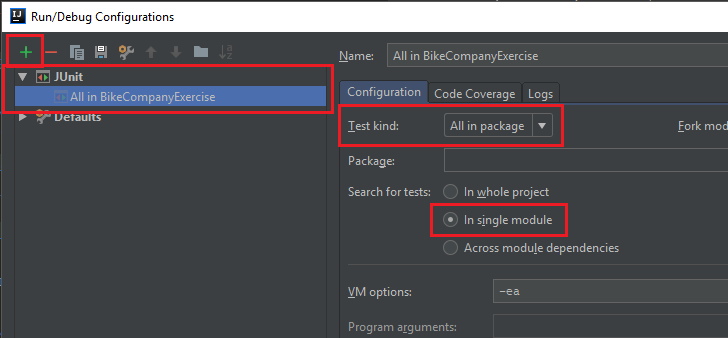 Run/Debug Configurations
Name: All in BikeCompanyExercise
JUnit
All in BikeCompanyExercise
Defaults
Configuration Code Coverage Logs
Test kind: All in package Fork mod
Package:
Search for tests: In whole project
In single module
Across module dependencies
VM options: -ea
Program arguments: